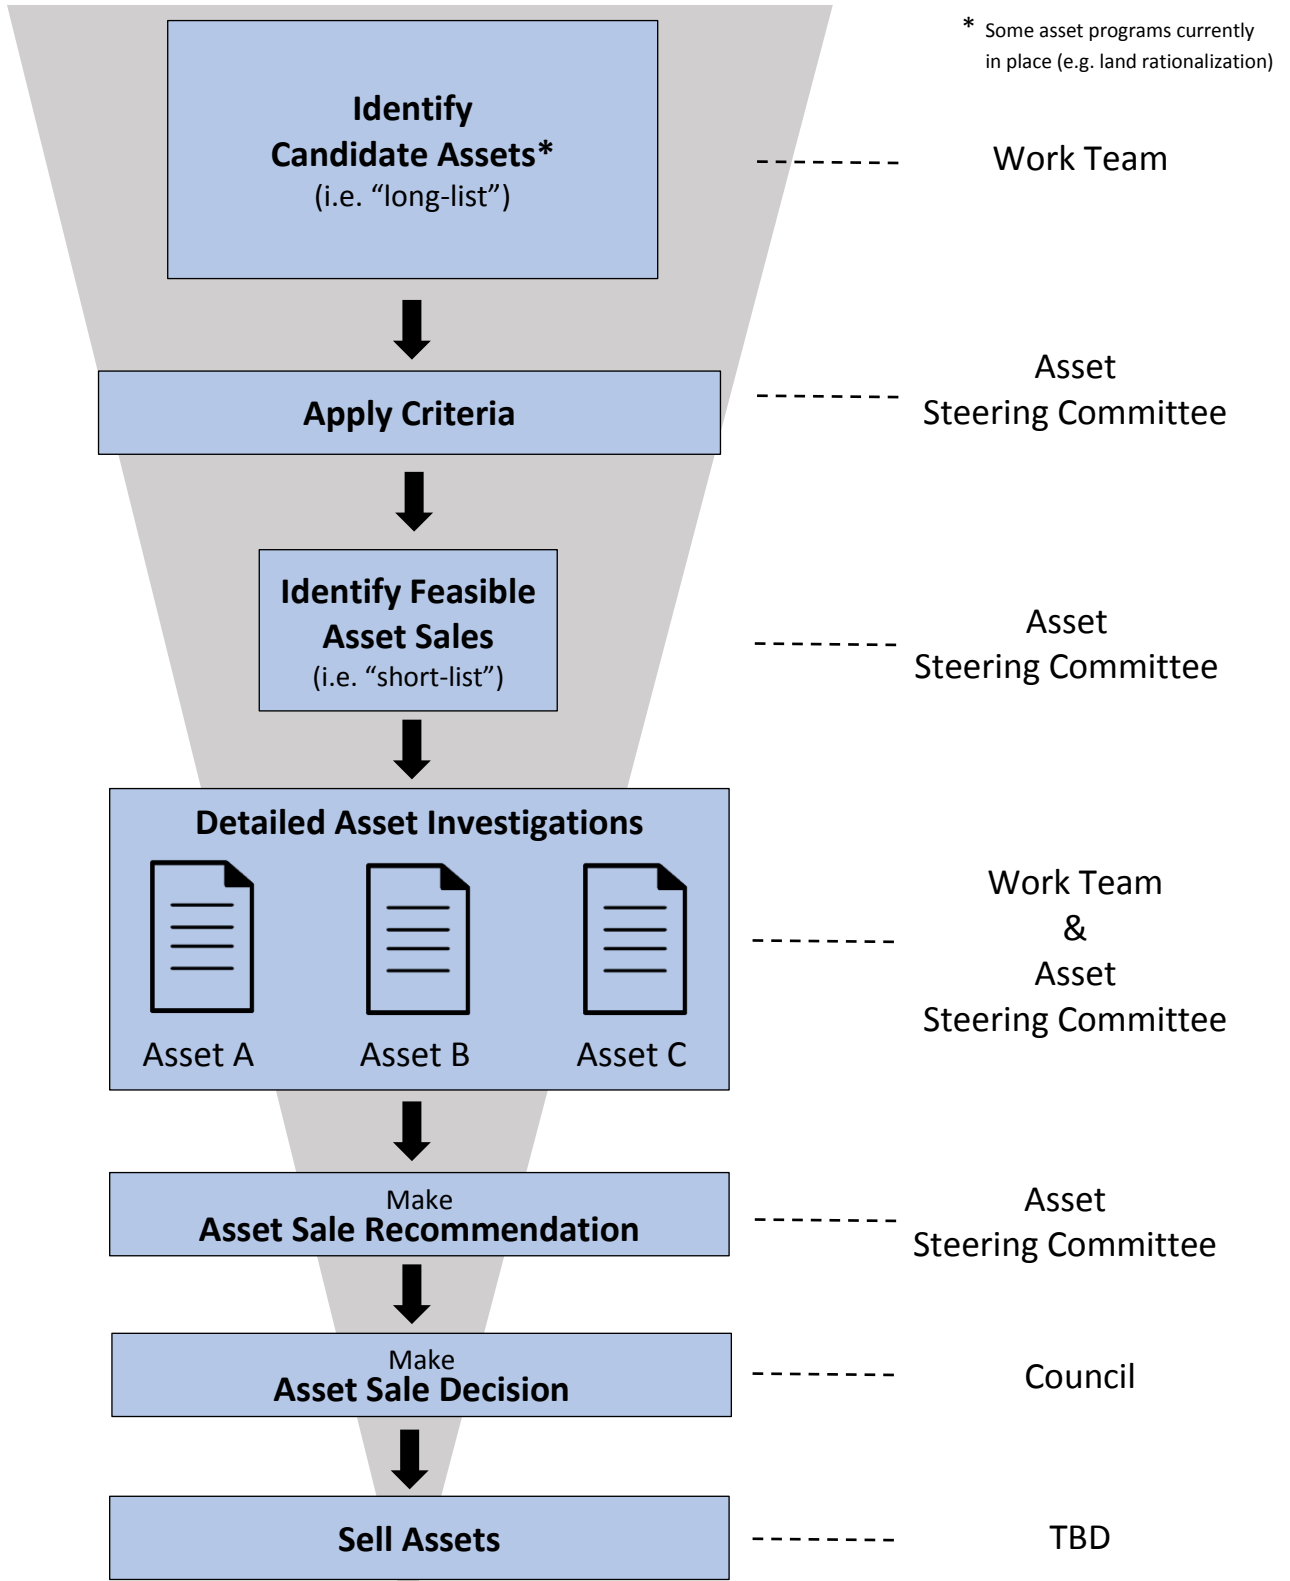 * Some asset programs currently
in place (e.g. land rationalization)
Identify
Candidate Assets*
(i.e. “long-list”)
Work Team
Apply Criteria
Asset
Steering Committee
Identify Feasible
Asset Sales
(i.e. “short-list”)
Asset
Steering Committee
Detailed Asset Investigations
Asset A
Asset B
Asset C
Work Team
&
Asset
Steering Committee
Make
Asset Sale Recommendation
Asset
Steering Committee
Make
Asset Sale Decision
Council
Sell Assets
TBD